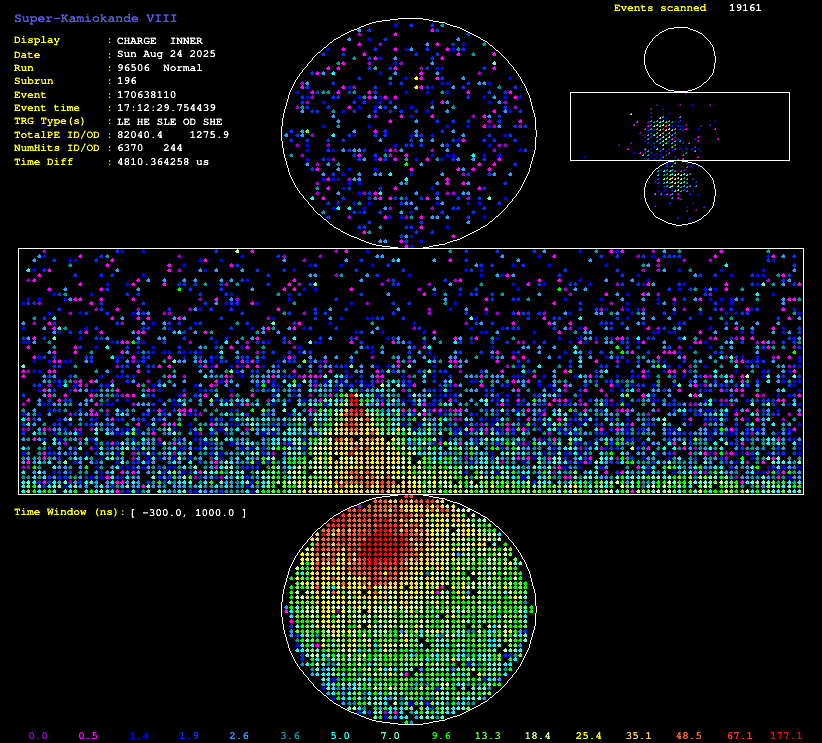 Super-Kamiokande VIII
Events scanned 19161
Display : CHARGE INNER
Date : Sun Aug 24 2025
Run : 96506 Normal
Subrun : 196
Event : 170638110
Event time : 17:12:29.754439
TRG Type(s) : LE HE SLE OD SHE
TotalPE ID/OD : 82040.4 1275.9
NumHits ID/OD : 6370 244
Time Diff : 4810.364258 us
Time Window (ns): [ -300.0, 1000.0 ]
0.0 0.5 1.4 1.9 2.6 3.6 5.0 7.0 9.6 13.3 18.4 25.4 35.1 48.5 67.1 177.1